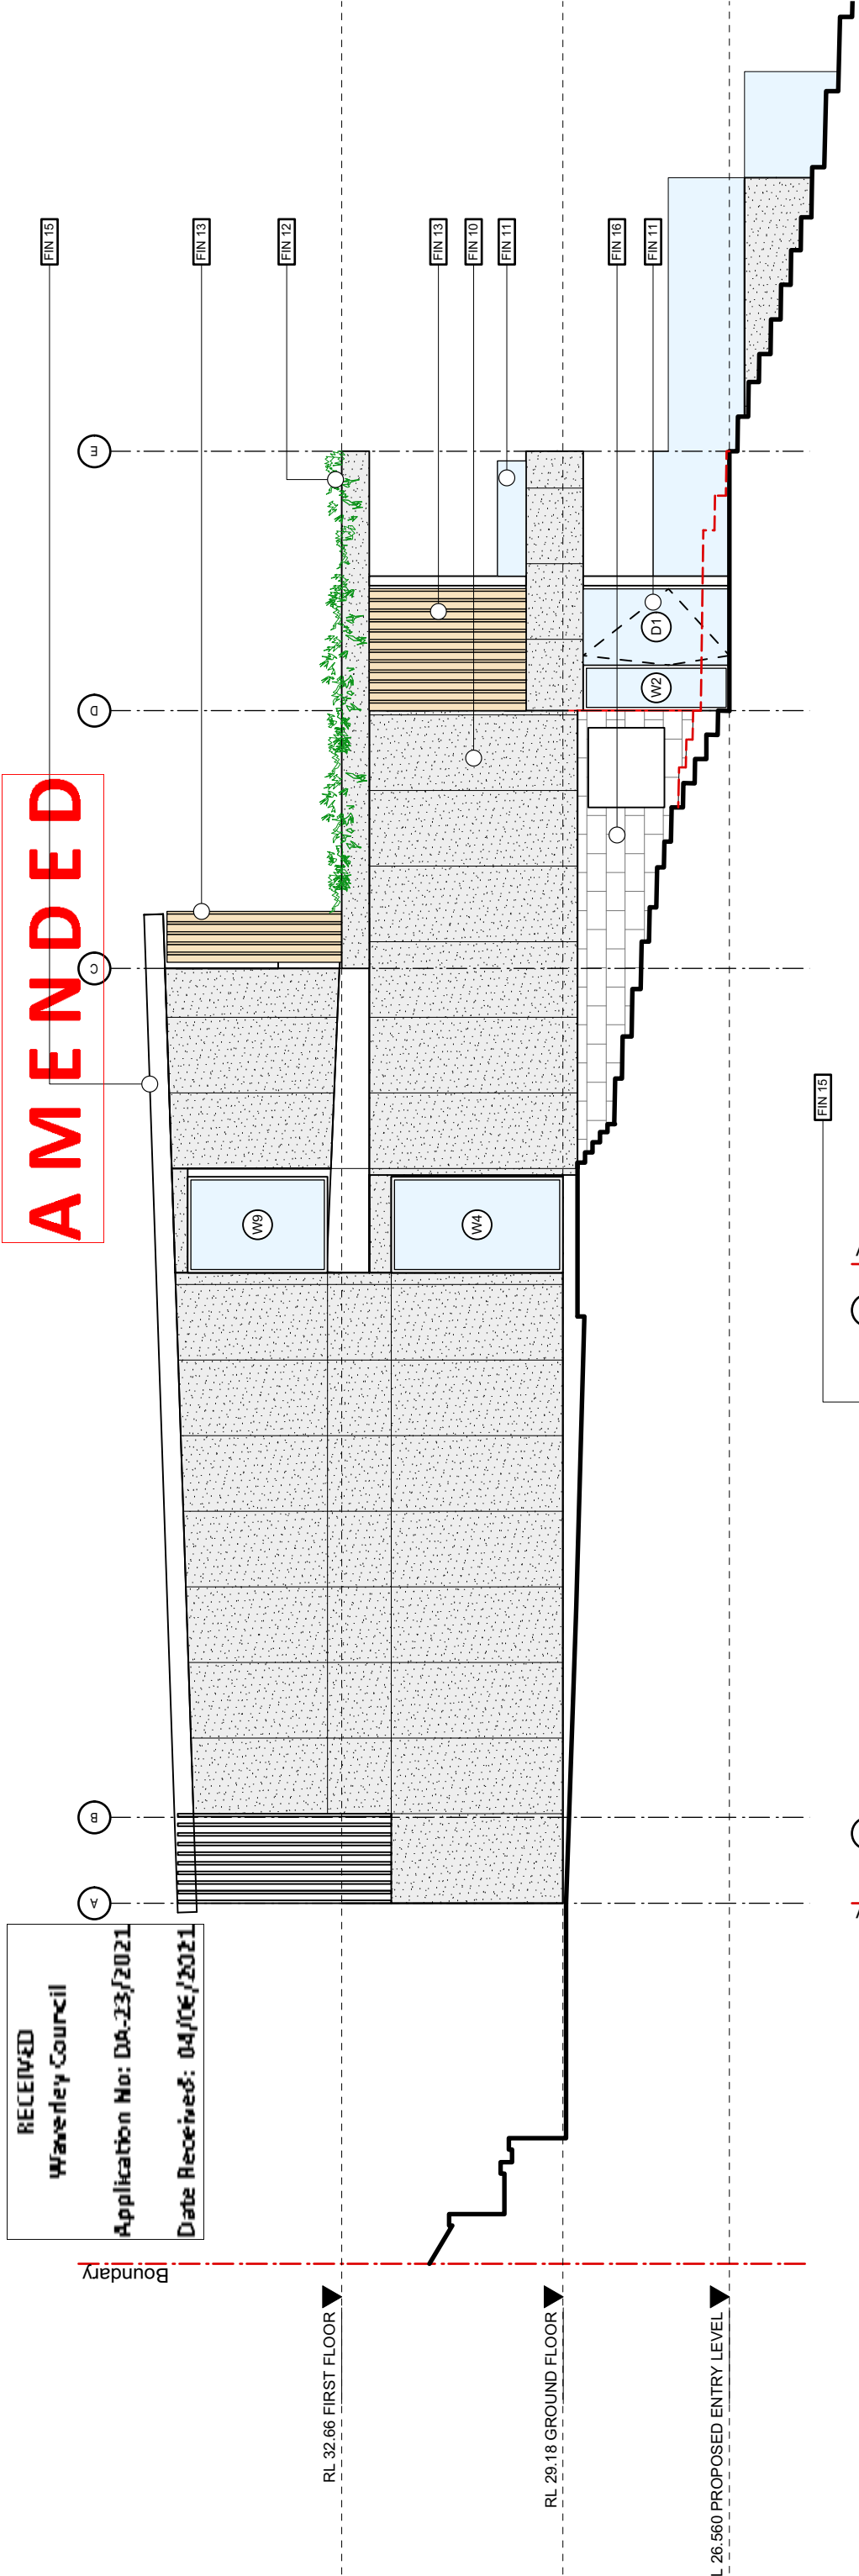 AMENDED
RECEIVED
Waverley Council
Application No: DA-23/2021
Date Received: 04/06/2021
FIN 15
FIN 13
FIN 12
FIN 13
FIN 10
FIN 11
FIN 16
FIN 11
A
B
C
D
E
W9
W4
W2
D1
Boundary
RL 32.66 FIRST FLOOR
RL 29.18 GROUND FLOOR
L 26.560 PROPOSED ENTRY LEVEL
FIN 15